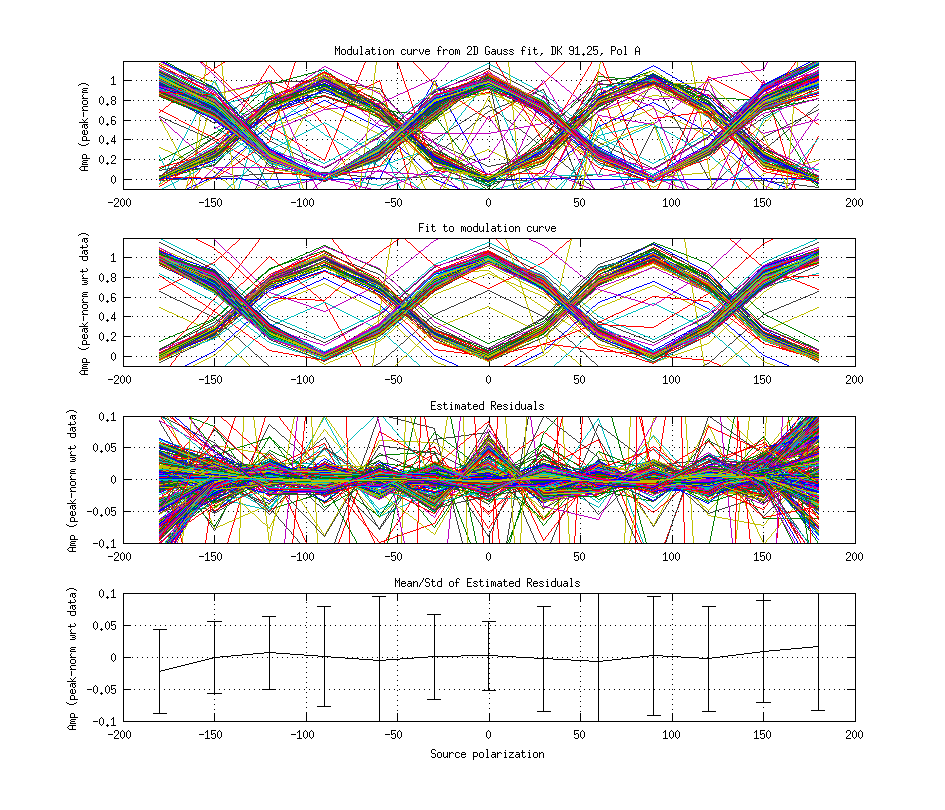 Modulation curve from 2D Gauss fit, DK 91.25, Pol A
Amp (peak-norm)
1
0.8
0.6
0.4
0.2
0
-200 -150 -100 -50 0 50 100 150 200
Fit to modulation curve
Amp (peak-norm wrt data)
1
0.8
0.6
0.4
0.2
0
-200 -150 -100 -50 0 50 100 150 200
Estimated Residuals
Amp (peak-norm wrt data)
0.1
0.05
0
-0.05
-0.1
-200 -150 -100 -50 0 50 100 150 200
Mean/Std of Estimated Residuals
Amp (peak-norm wrt data)
0.1
0.05
0
-0.05
-0.1
-200 -150 -100 -50 0 50 100 150 200
Source polarization